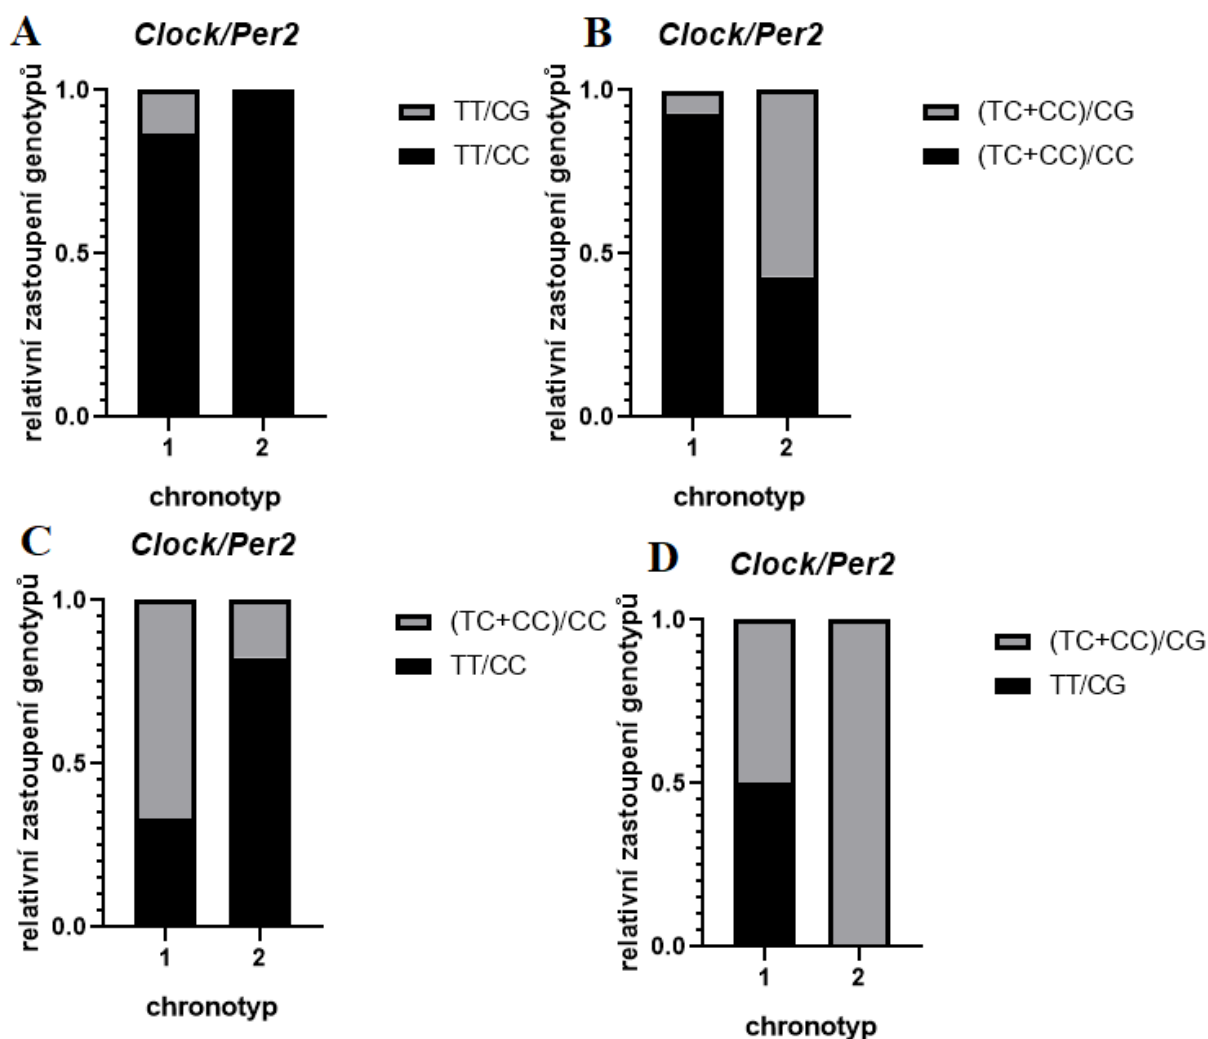 A
Clock/Per2
relativní zastoupení genotypů
1.0
0.5
0.0
1 2
chronotyp
TT/CG
TT/CC
B
Clock/Per2
relativní zastoupení genotypů
1.0
0.5
0.0
1 2
chronotyp
(TC+CC)/CG
(TC+CC)/CC
C
Clock/Per2
relativní zastoupení genotypů
1.0
0.5
0.0
1 2
chronotyp
(TC+CC)/CC
TT/CC
D
Clock/Per2
relativní zastoupení genotypů
1.0
0.5
0.0
1 2
chronotyp
(TC+CC)/CG
TT/CG